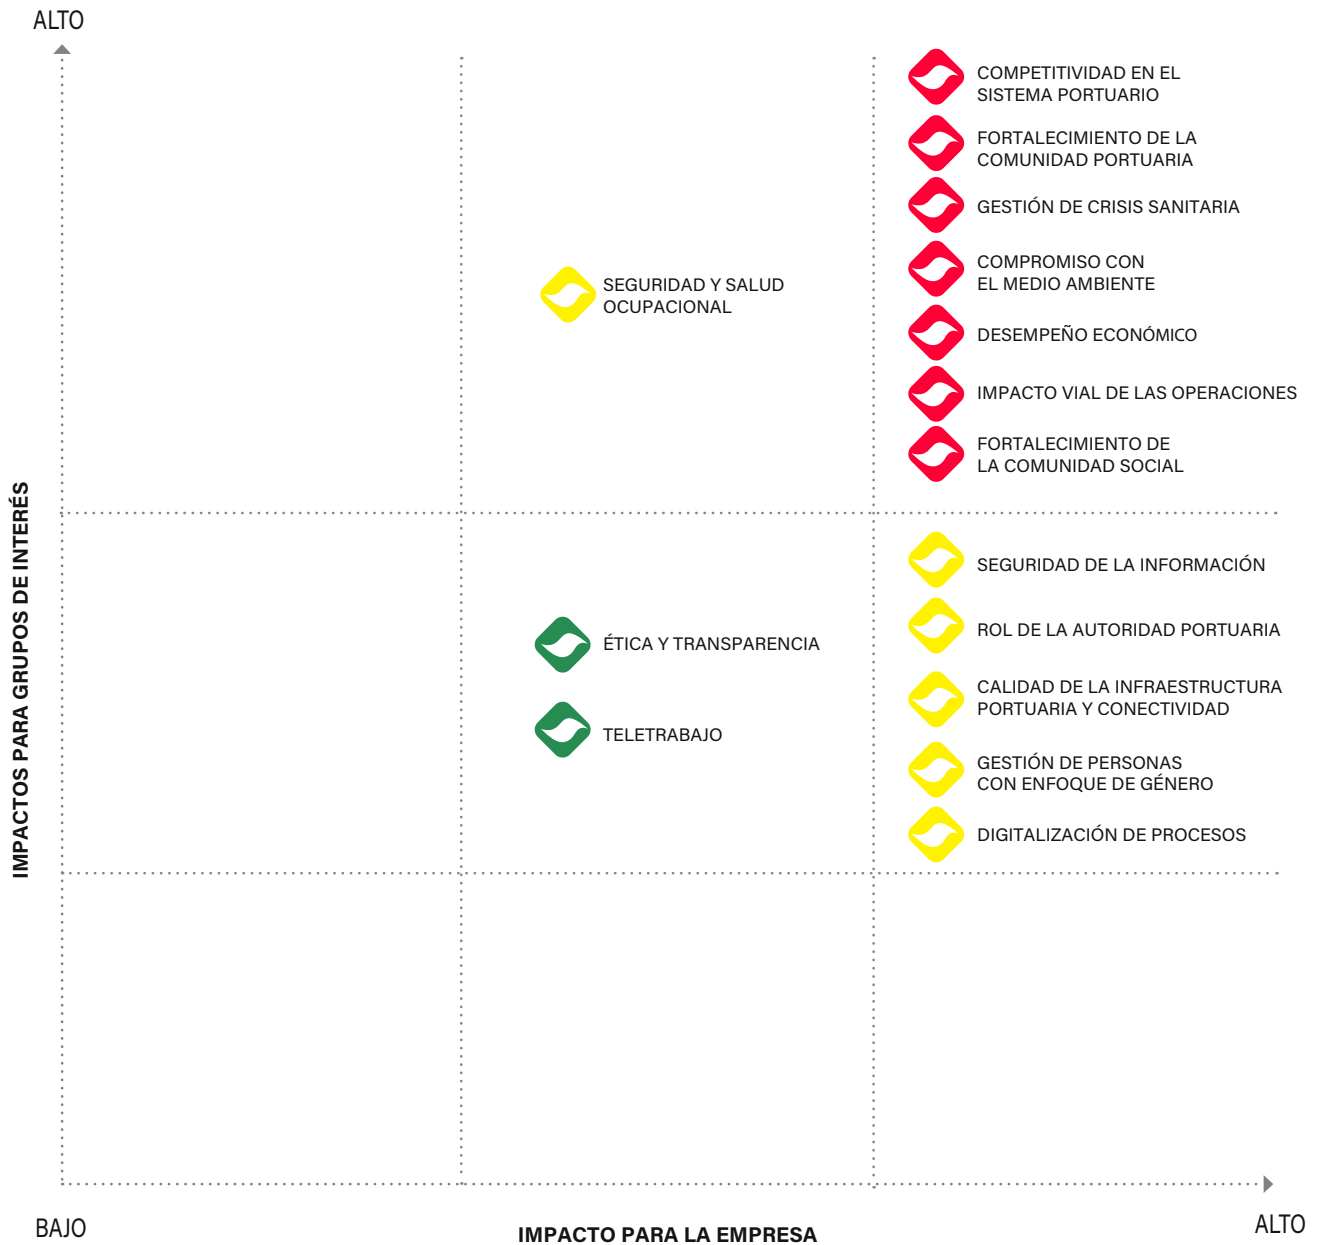 ALTO
COMPETITIVIDAD EN EL
SISTEMA PORTUARIO
FORTALECIMIENTO DE LA
COMUNIDAD PORTUARIA
GESTIÓN DE CRISIS SANITARIA
COMPROMISO CON
EL MEDIO AMBIENTE
SEGURIDAD Y SALUD
OCUPACIONAL
DESEMPEÑO ECONÓMICO
IMPACTO VIAL DE LAS OPERACIONES
FORTALECIMIENTO DE
LA COMUNIDAD SOCIAL
IMPACTOS PARA GRUPOS DE INTERÉS
SEGURIDAD DE LA INFORMACIÓN
ROL DE LA AUTORIDAD PORTUARIA
ÉTICA Y TRANSPARENCIA
CALIDAD DE LA INFRAESTRUCTURA
PORTUARIA Y CONECTIVIDAD
TELETRABAJO
GESTIÓN DE PERSONAS
CON ENFOQUE DE GÉNERO
DIGITALIZACIÓN DE PROCESOS
BAJO
IMPACTO PARA LA EMPRESA
ALTO